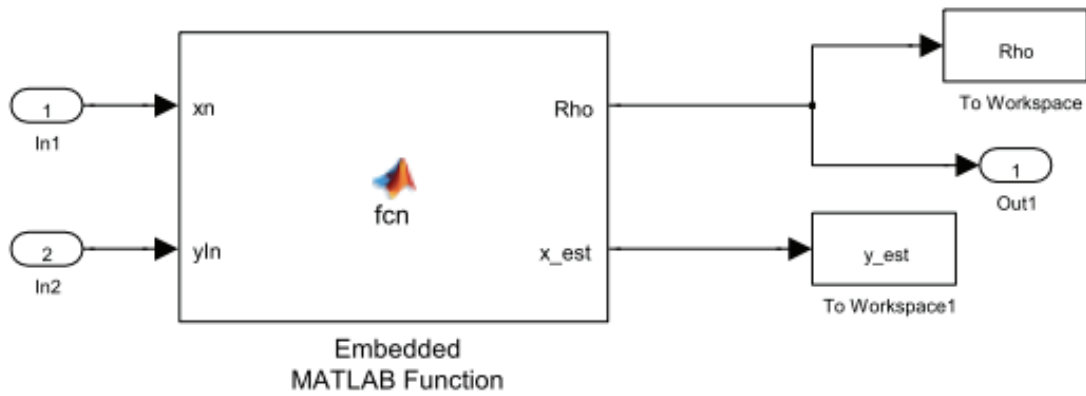 1
In1
2
In2
xn
yIn
fcn
Rho
x_est
Embedded
MATLAB Function
Rho
To Workspace
1
Out1
y_est
To Workspace1